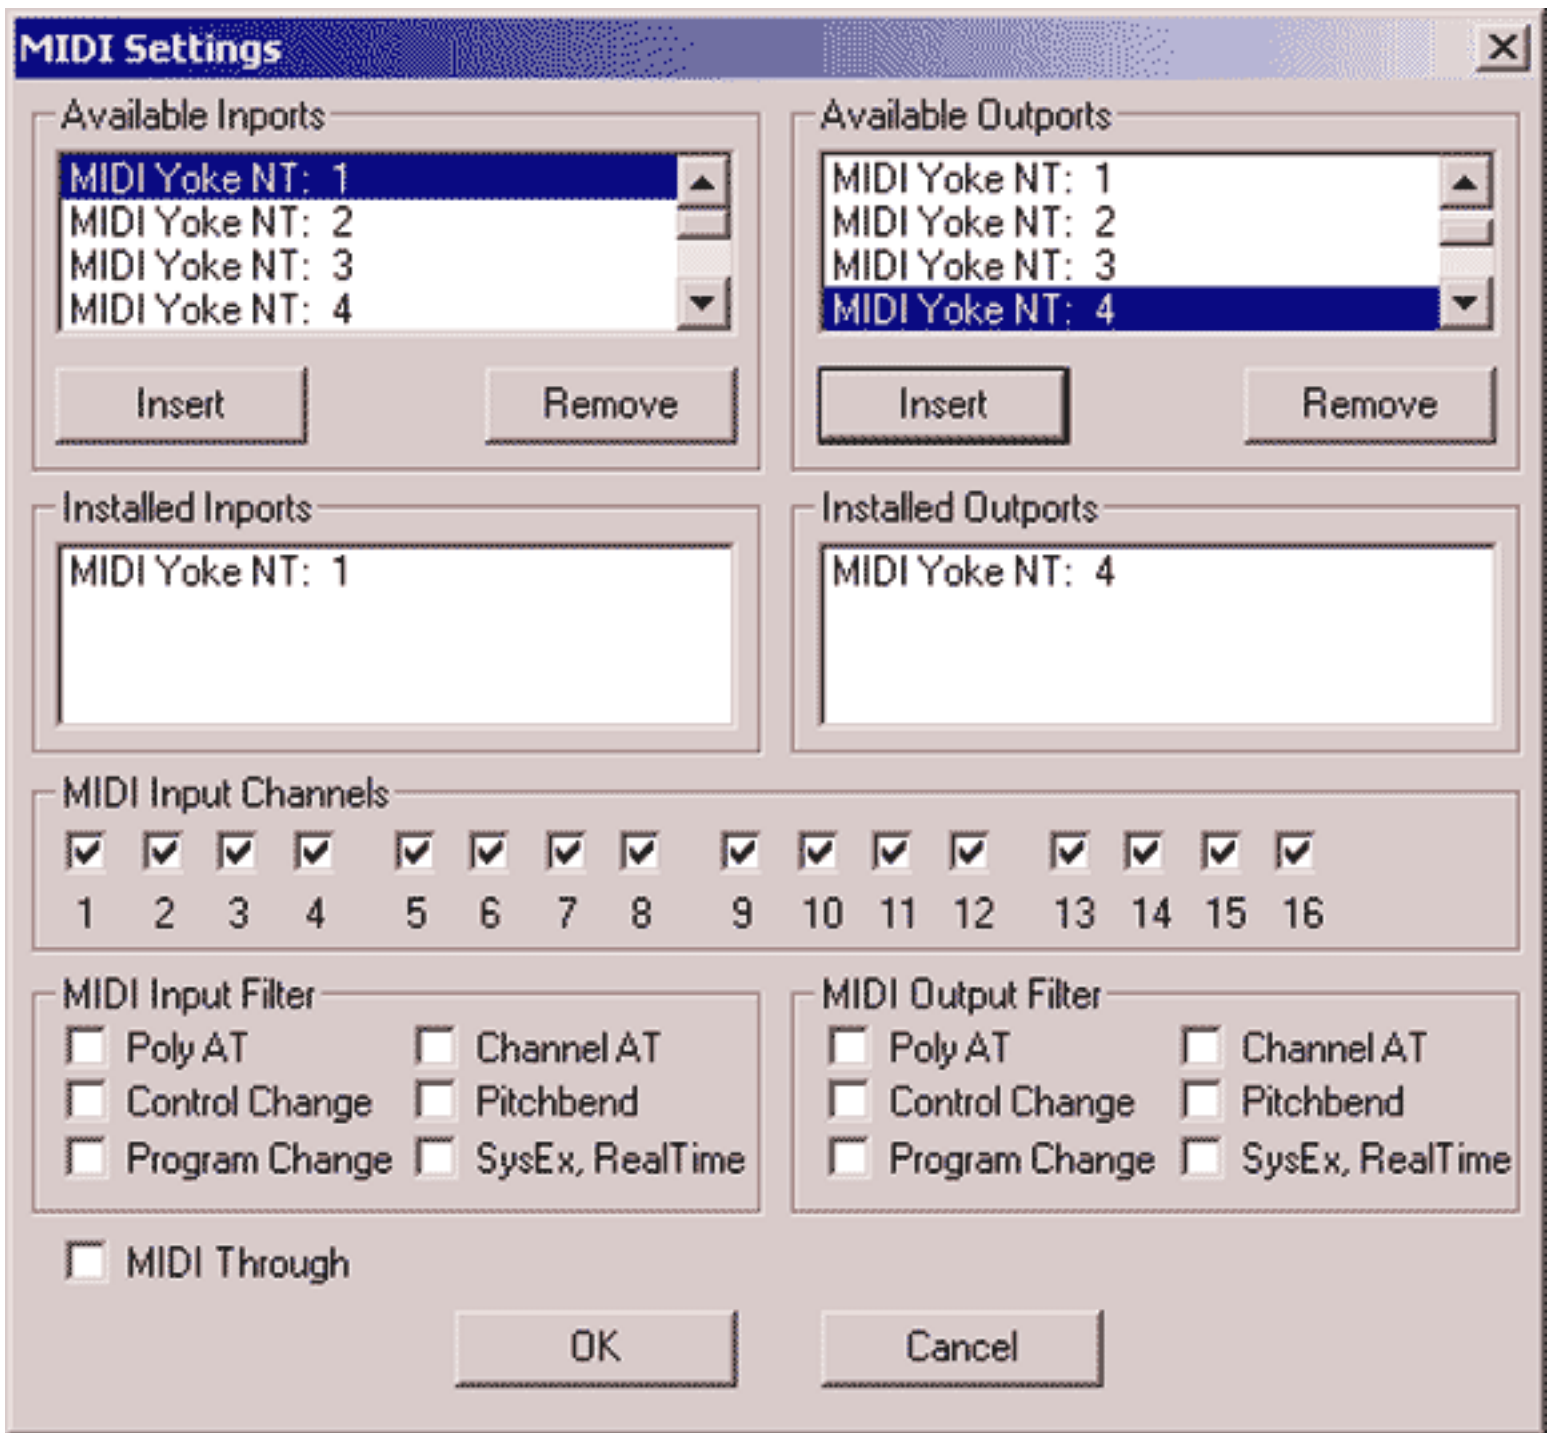 MIDI Settings
Available Inports
MIDI Yoke NT: 1
MIDI Yoke NT: 2
MIDI Yoke NT: 3
MIDI Yoke NT: 4
Insert Remove
Available Outports
MIDI Yoke NT: 1
MIDI Yoke NT: 2
MIDI Yoke NT: 3
MIDI Yoke NT: 4
Insert Remove
Installed Inports
MIDI Yoke NT: 1
Installed Outports
MIDI Yoke NT: 4
MIDI Input Channels
1 2 3 4 5 6 7 8 9 10 11 12 13 14 15 16
MIDI Input Filter
Poly AT Channel AT
Control Change Pitchbend
Program Change SysEx, RealTime
MIDI Output Filter
Poly AT Channel AT
Control Change Pitchbend
Program Change SysEx, RealTime
MIDI Through
OK Cancel